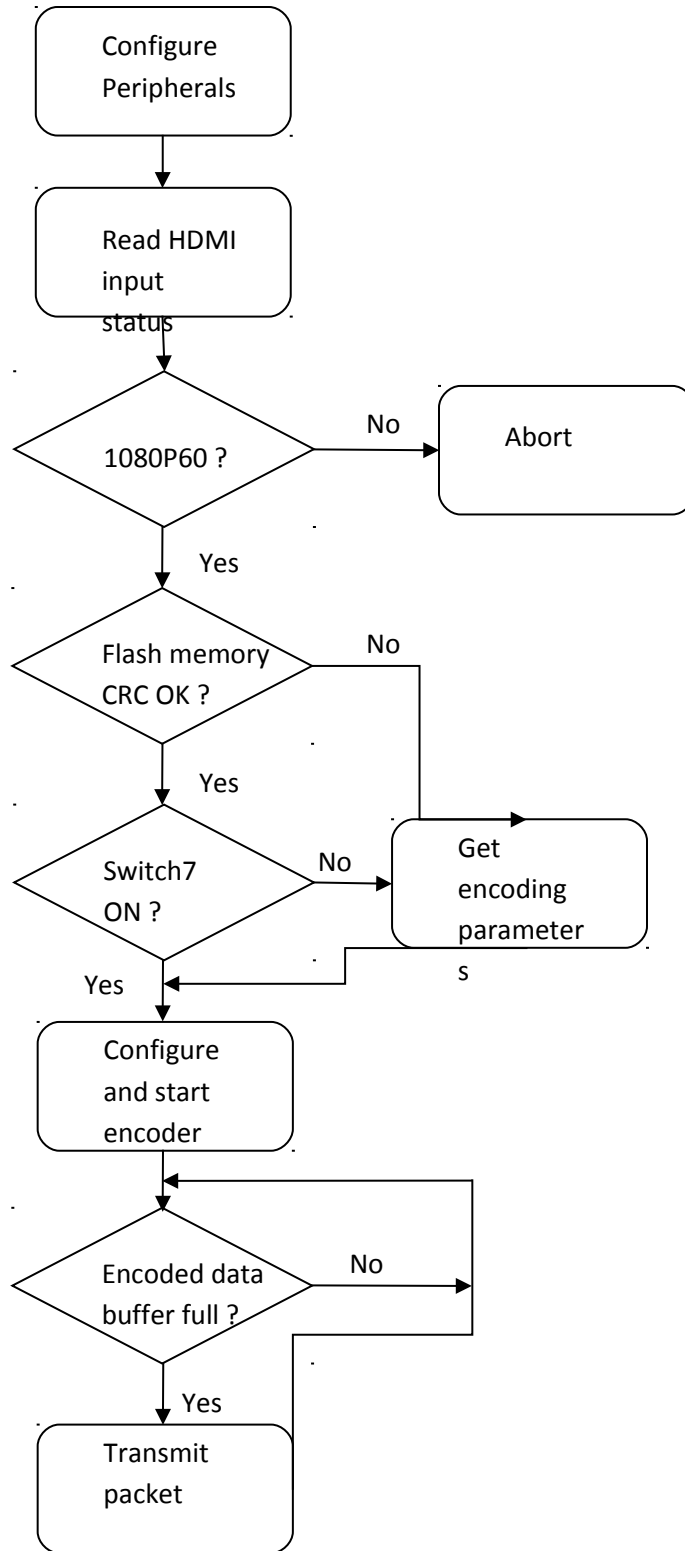 Configure
Peripherals
Read HDMI
input
status
1080P60 ?
No
Abort
Yes
Flash memory
CRC OK ?
No
Yes
Switch7
ON ?
No
Get
encoding
parameter
s
Yes
Configure
and start
encoder
Encoded data
buffer full ?
No
Yes
Transmit
packet